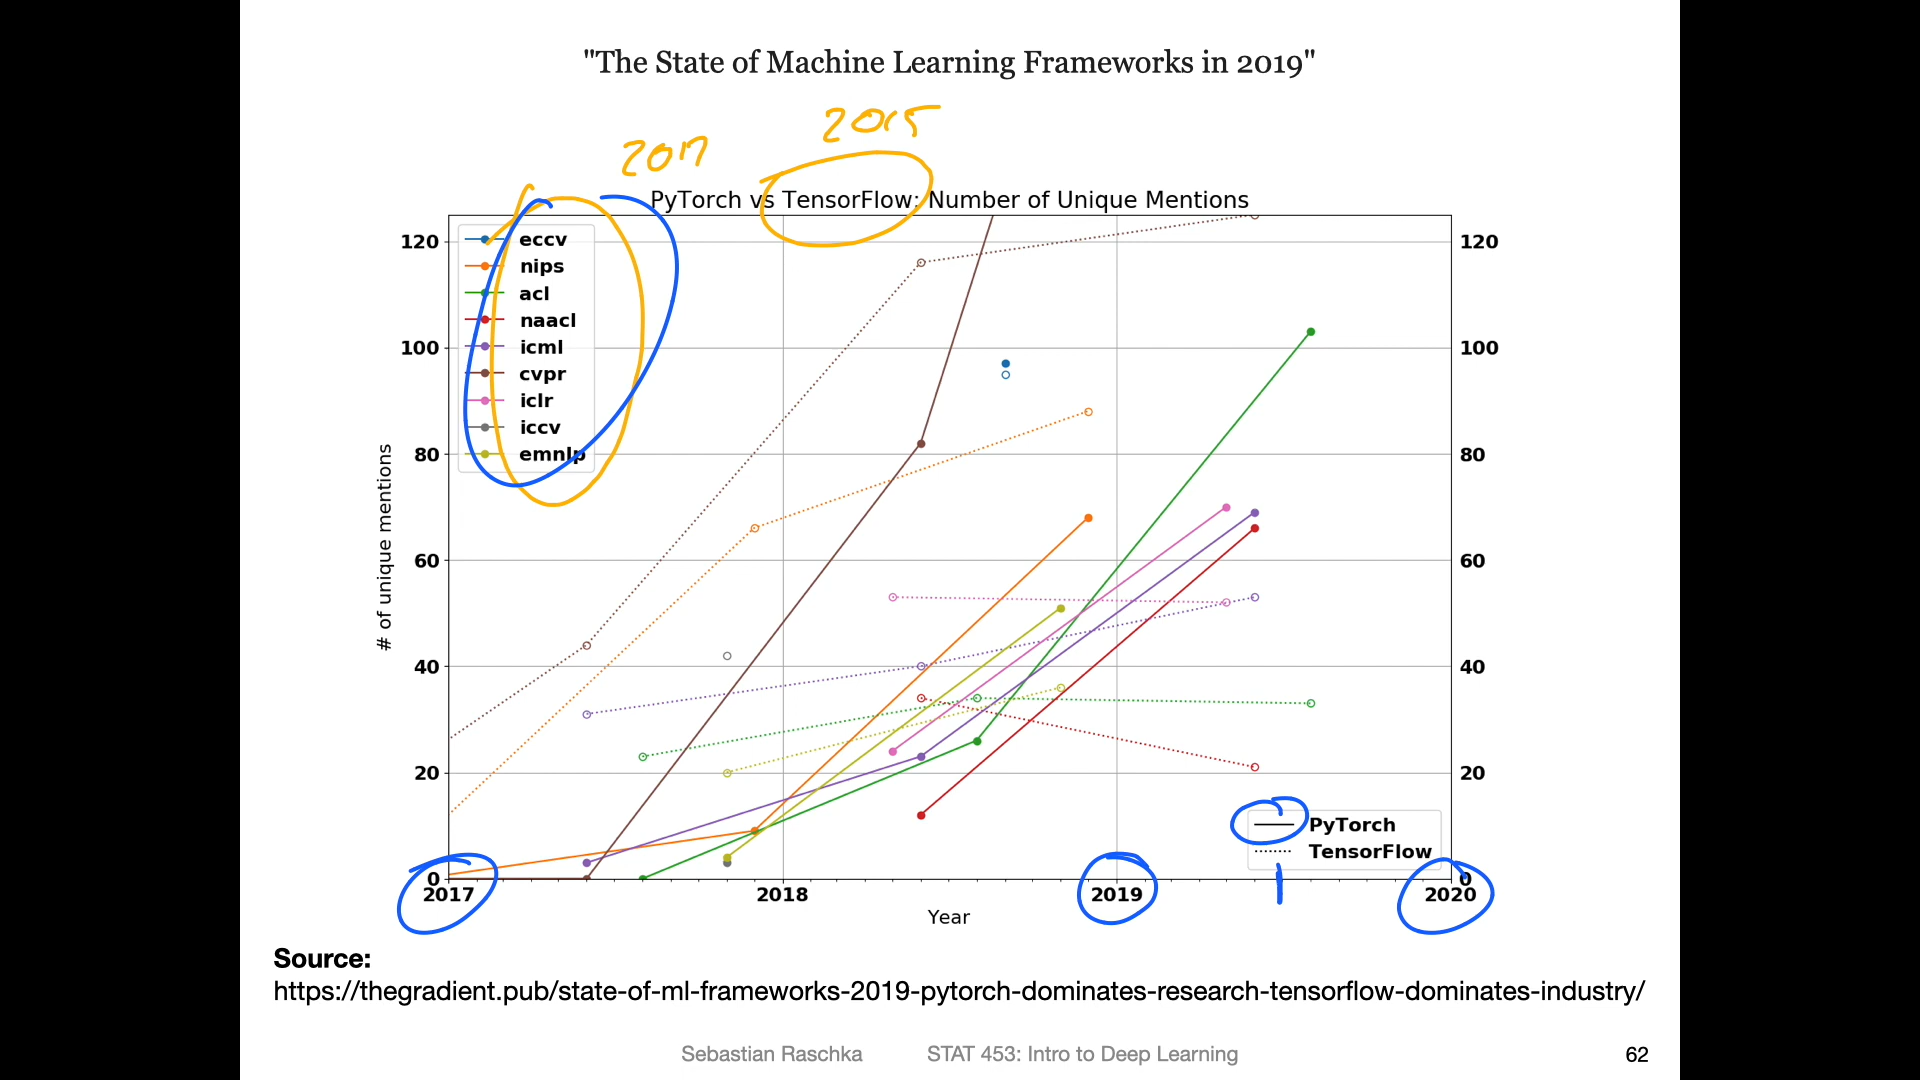 "The State of Machine Learning Frameworks in 2019"
2015
2017
PyTorch vs TensorFlow: Number of Unique Mentions
eccv
nips
acl
naacl
icml
cvpr
iclr
iccv
emnlp
120
100
80
60
40
20
0
# of unique mentions
120
100
80
60
40
20
0
PyTorch
TensorFlow
2017
2018
2019
2020
Year
Source:
https://thegradient.pub/state-of-ml-frameworks-2019-pytorch-dominates-research-tensorflow-dominates-industry/
Sebastian Raschka
STAT 453: Intro to Deep Learning
62